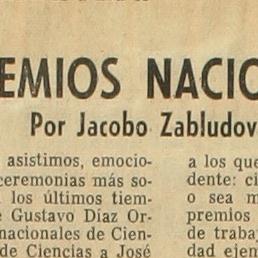 EMIOS NACIO
Por Jacobo Zabludov
asistimos, emocio-
ceremonias más so-
los últimos tiem-
e Gustavo Díaz Or-
nacionales de Cien-
de Ciencias a José
a los que
dente: ci
o sea m
premios
de trabaj
dad ejem